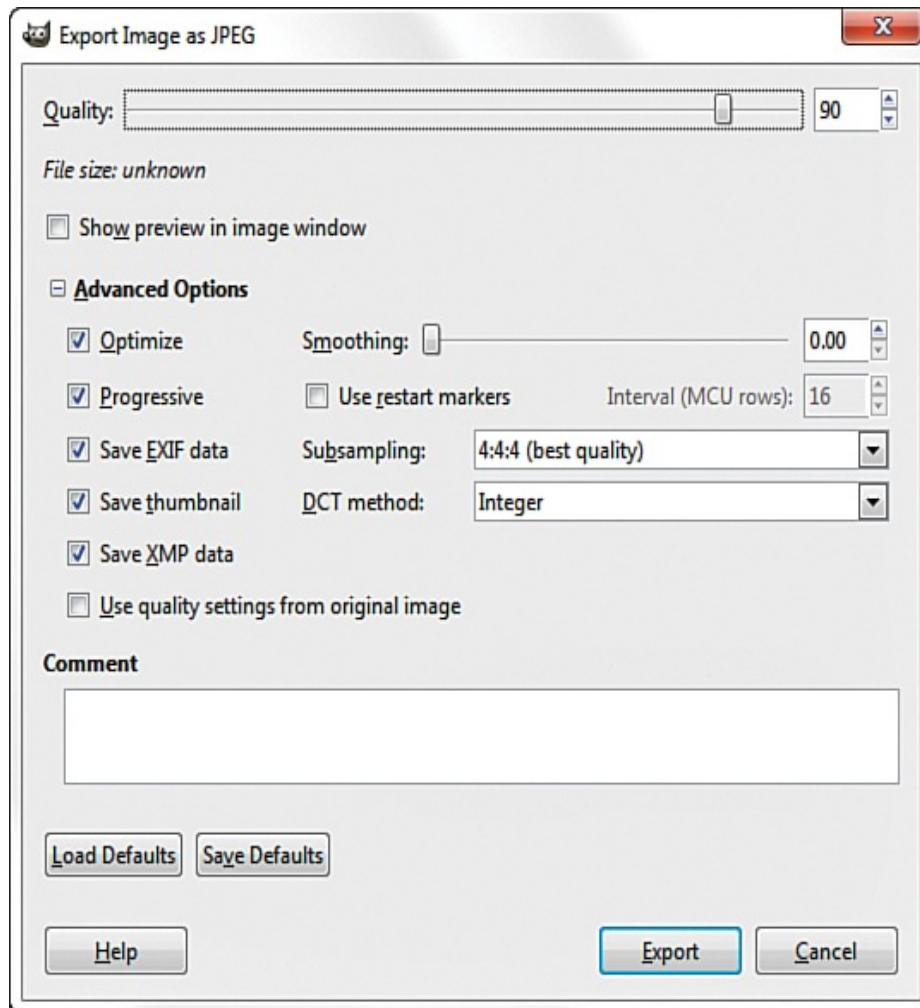 Export Image as JPEG
Quality: 90
File size: unknown
Show preview in image window
Advanced Options
Optimize Smoothing: 0.00
Progressive Use restart markers Interval (MCU rows): 16
Save EXIF data Subsampling: 4:4:4 (best quality)
Save thumbnail DCT method: Integer
Save XMP data
Use quality settings from original image
Comment
Load Defaults Save Defaults
Help Export Cancel